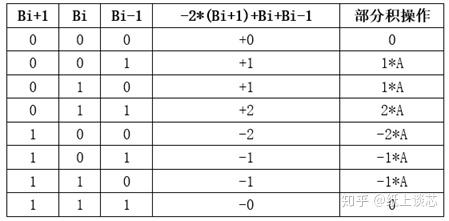 Bi+1 Bi Bi-1 -2*(Bi+1)+Bi+Bi-1 部分积操作
0 0 0 +0 0
0 0 1 +1 1*A
0 1 0 +1 1*A
0 1 1 +2 2*A
1 0 0 -2 -2*A
1 0 1 -1 -1*A
1 1 0 -1 -1*A
1 1 1 -0 0
知乎 @纸上谈芯